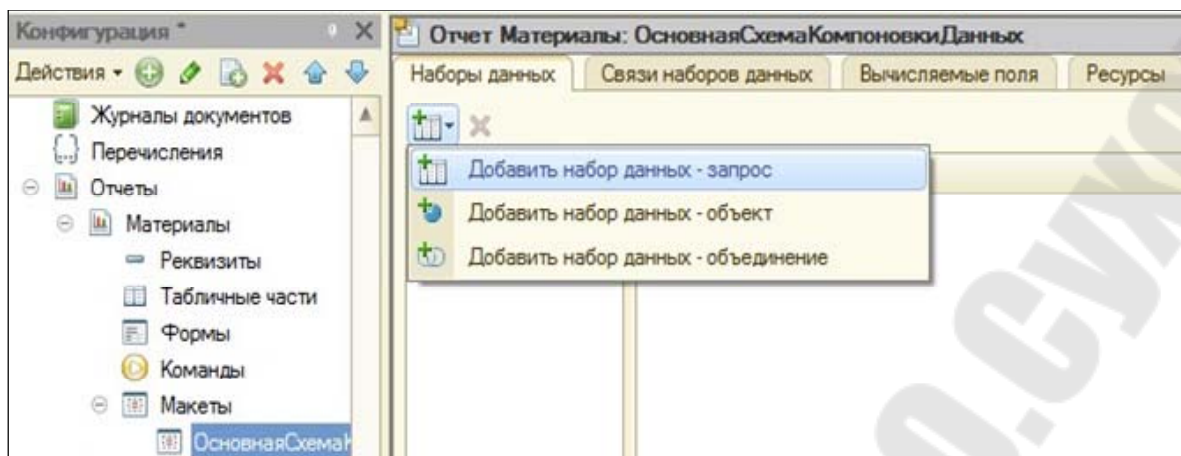 Конфигурация *
Действия
Журналы документов
Перечисления
Отчеты
Материалы
Реквизиты
Табличные части
Формы
Команды
Макеты
ОсновнаяСхема
Отчет Материалы: ОсновнаяСхемаКомпоновкиДанных
Наборы данных
Связи наборов данных
Вычисляемые поля
Ресурсы
Добавить набор данных - запрос
Добавить набор данных - объект
Добавить набор данных - объединение